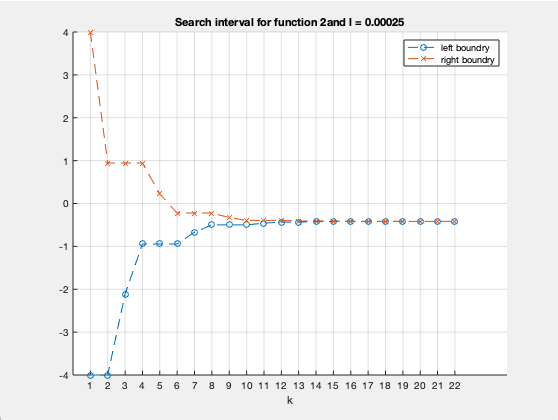 Search interval for function 2and l = 0.00025
left boundry
right boundry
4
3
2
1
0
-1
-2
-3
-4
1 2 3 4 5 6 7 8 9 10 11 12 13 14 15 16 17 18 19 20 21 22
k